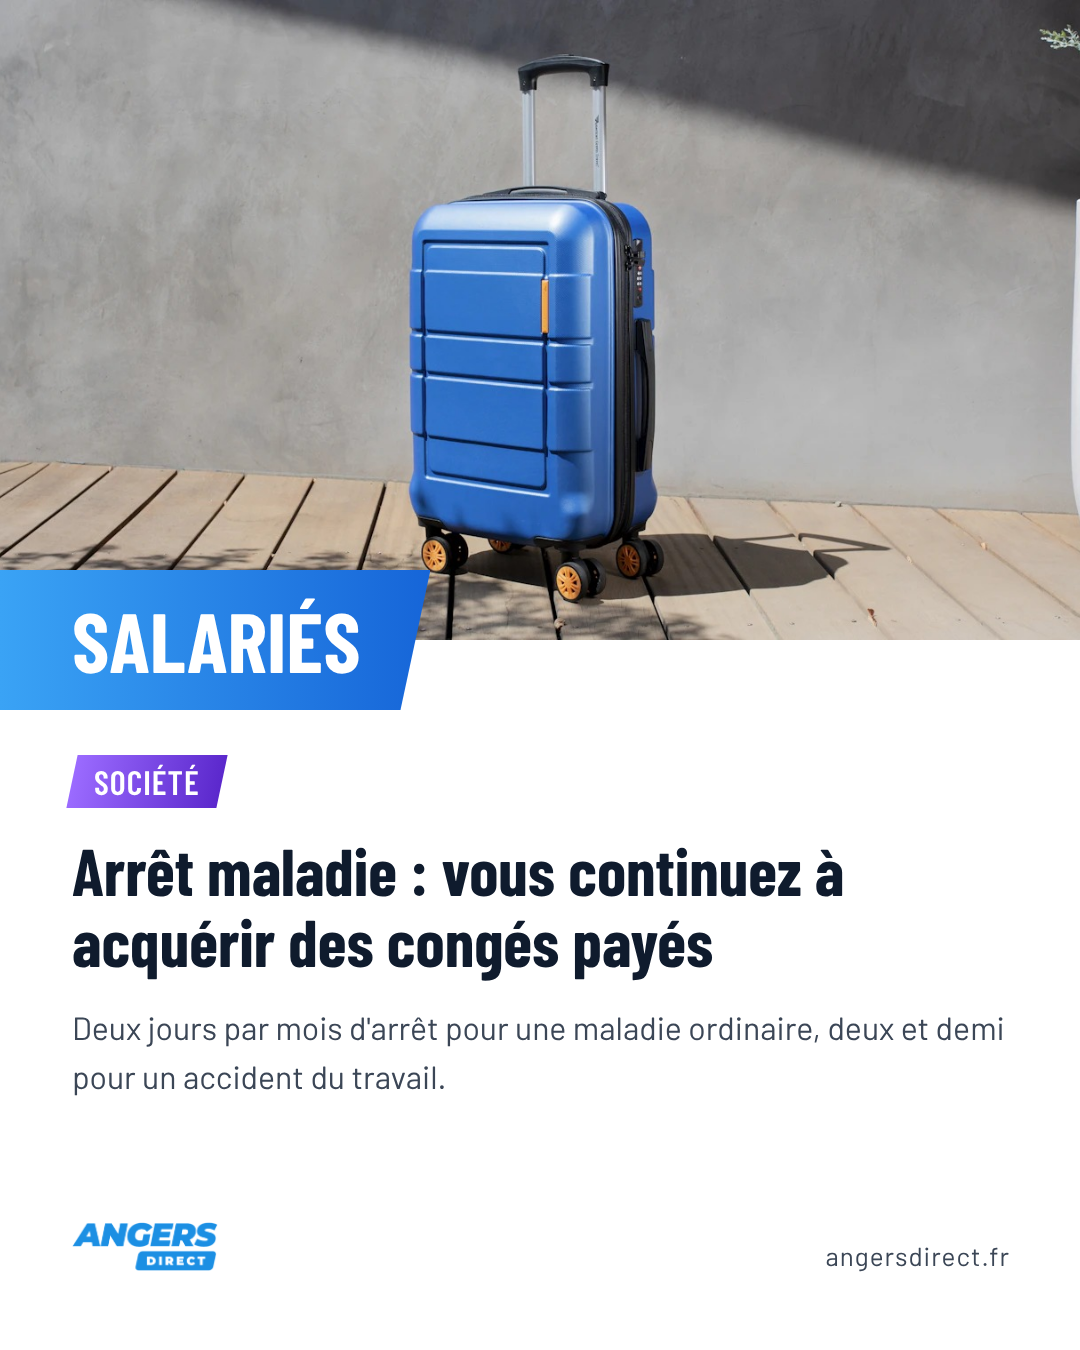 SALARIÉS
SOCIÉTÉ
Arrêt maladie : vous continuez à
acquérir des congés payés
Deux jours par mois d'arrêt pour une maladie ordinaire, deux et demi
pour un accident du travail.
ANGERS
DIRECT
angersdirect.fr